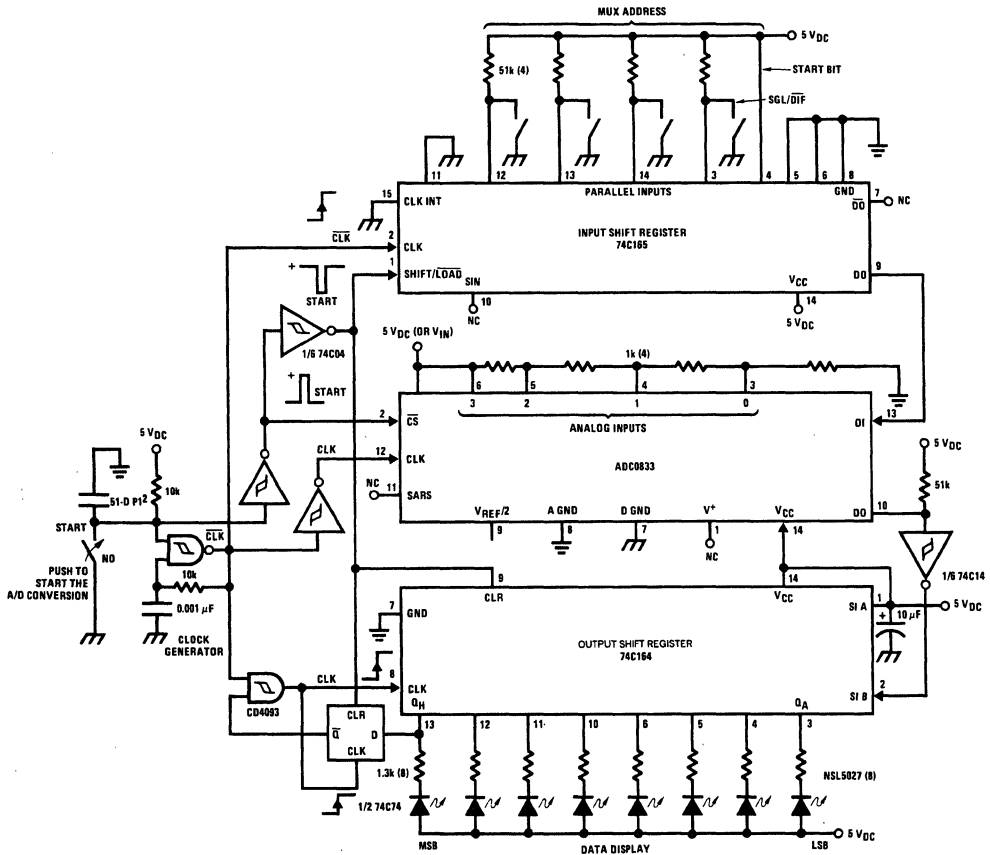 MUX ADDRESS
5 VDC
51k (4)
START BIT
SGL/DIF
11
12
13
14
3
4
5
6
8
PARALLEL INPUTS
GND
15
CLK INT
DO
7
NC
INPUT SHIFT REGISTER
74C165
CLK
2
CLK
1
SHIFT/LOAD
DO
9
+
START
SIN
VCC
10
NC
14
5 VDC
1/6 74C04
5 VDC (OR VIN)
1k (4)
+
START
6
5
4
3
3
2
1
0
2
CS
ANALOG INPUTS
DI
13
CLK
12
CLK
ADC0833
5 VDC
5 VDC
10k
51-D P1²
NC
11
SARS
51k
VREF/2
A GND
D GND
V+
VCC
DO
10
9
8
7
1
14
NC
START
NO
CLK
PUSH TO
START THE
A/D CONVERSION
10k
0.001 µF
CLOCK
GENERATOR
1/6 74C14
9
CLR
14
VCC
7
GND
SI A
1
5 VDC
+
10 µF
OUTPUT SHIFT REGISTER
74C164
CLK
8
CLK
SI B
2
CD4093
QH
QA
13
12
11
10
6
5
4
3
CLR
Q
D
CLK
1.3k (8)
NSL5027 (8)
1/2 74C74
MSB
DATA DISPLAY
LSB
5 VDC